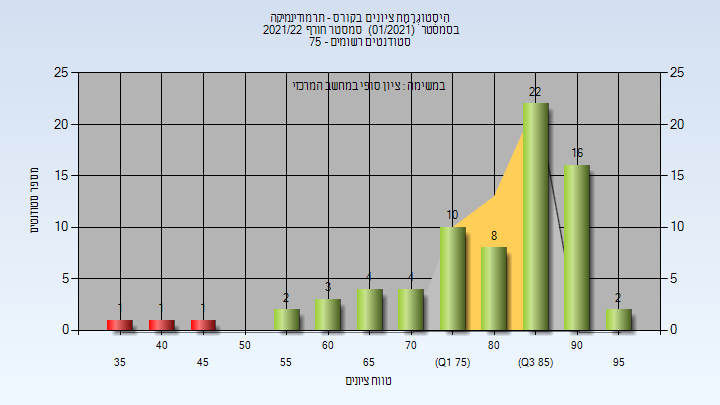 היסטוגרמת ציונים בקורס - תרמודינמיקה
בסמסטר (01/2021) סמסטר חורף 2021/22
סטודנטים רשומים - 75
במשימה : ציון סופי במחשב המרכזי
מספר סטודנטים
25 25
20 20
15 15
10 10
5 5
0 0
1 1 1 2 3 4 4 10 8 22 16 2
40 50 60 70 80 90
35 45 55 65 (Q1 75) (Q3 85) 95
טווח ציונים